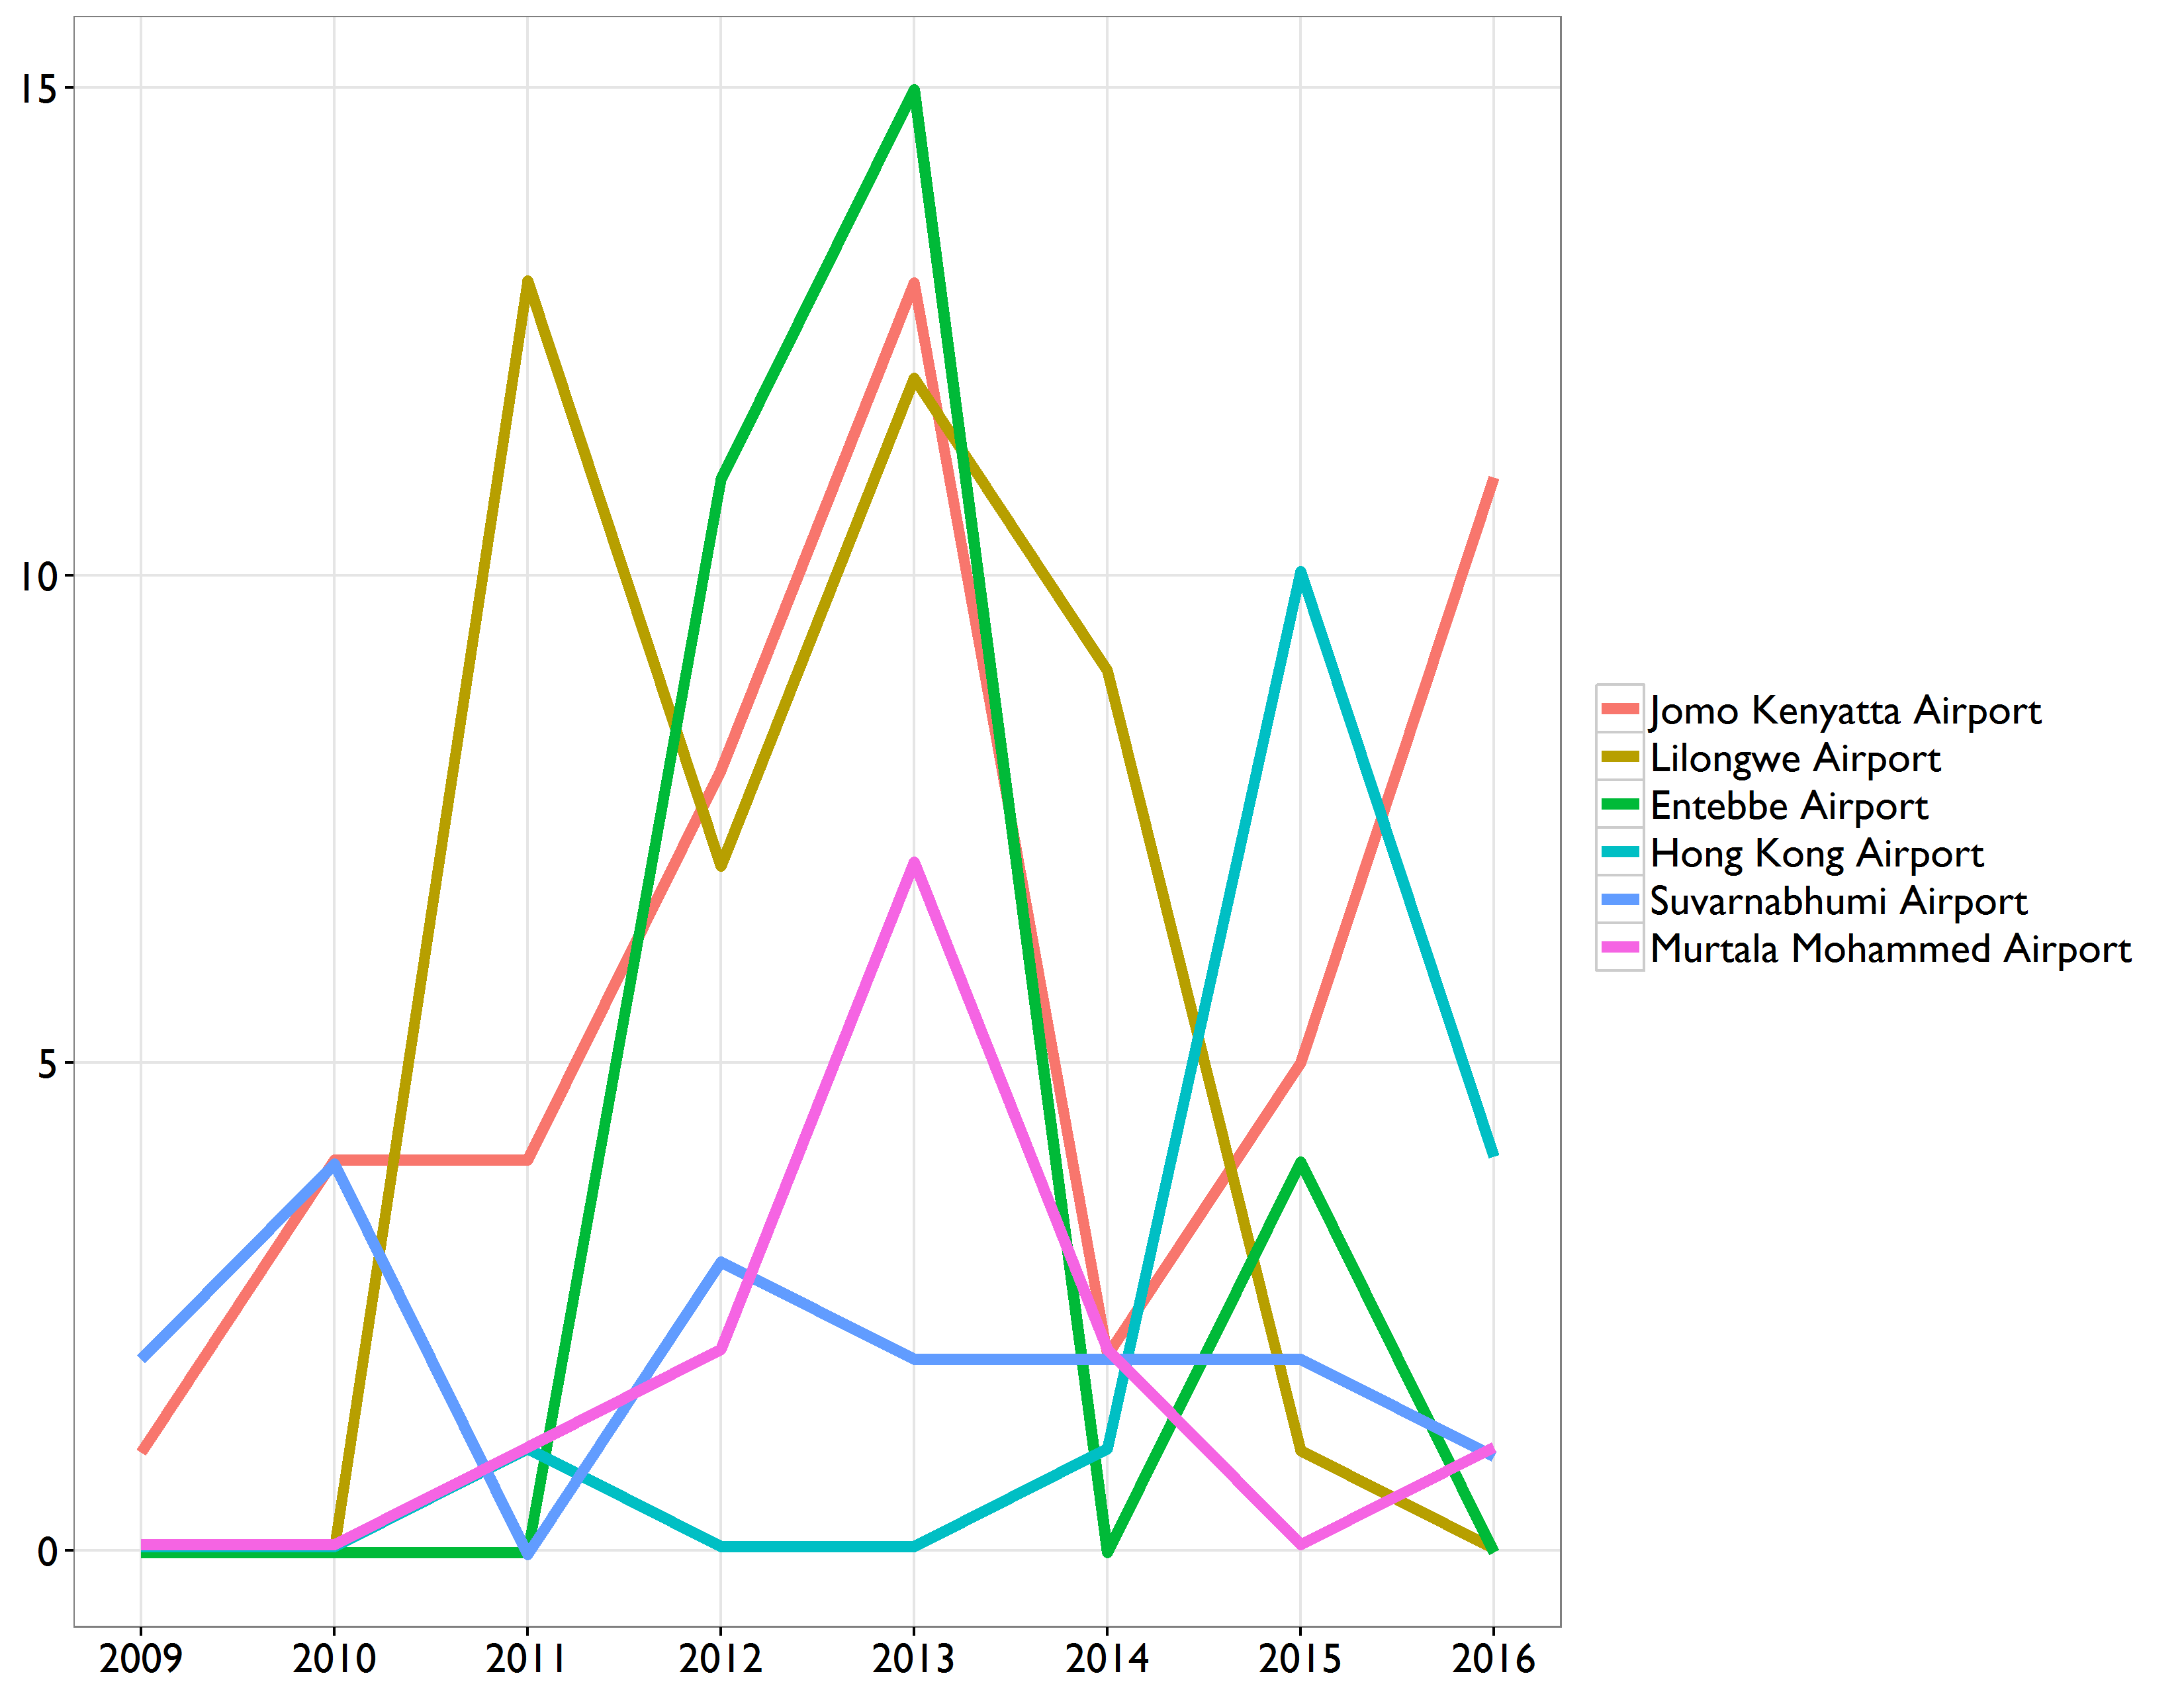 15
10
5
0
2009 2010 2011 2012 2013 2014 2015 2016
Jomo Kenyatta Airport
Lilongwe Airport
Entebbe Airport
Hong Kong Airport
Suvarnabhumi Airport
Murtala Mohammed Airport